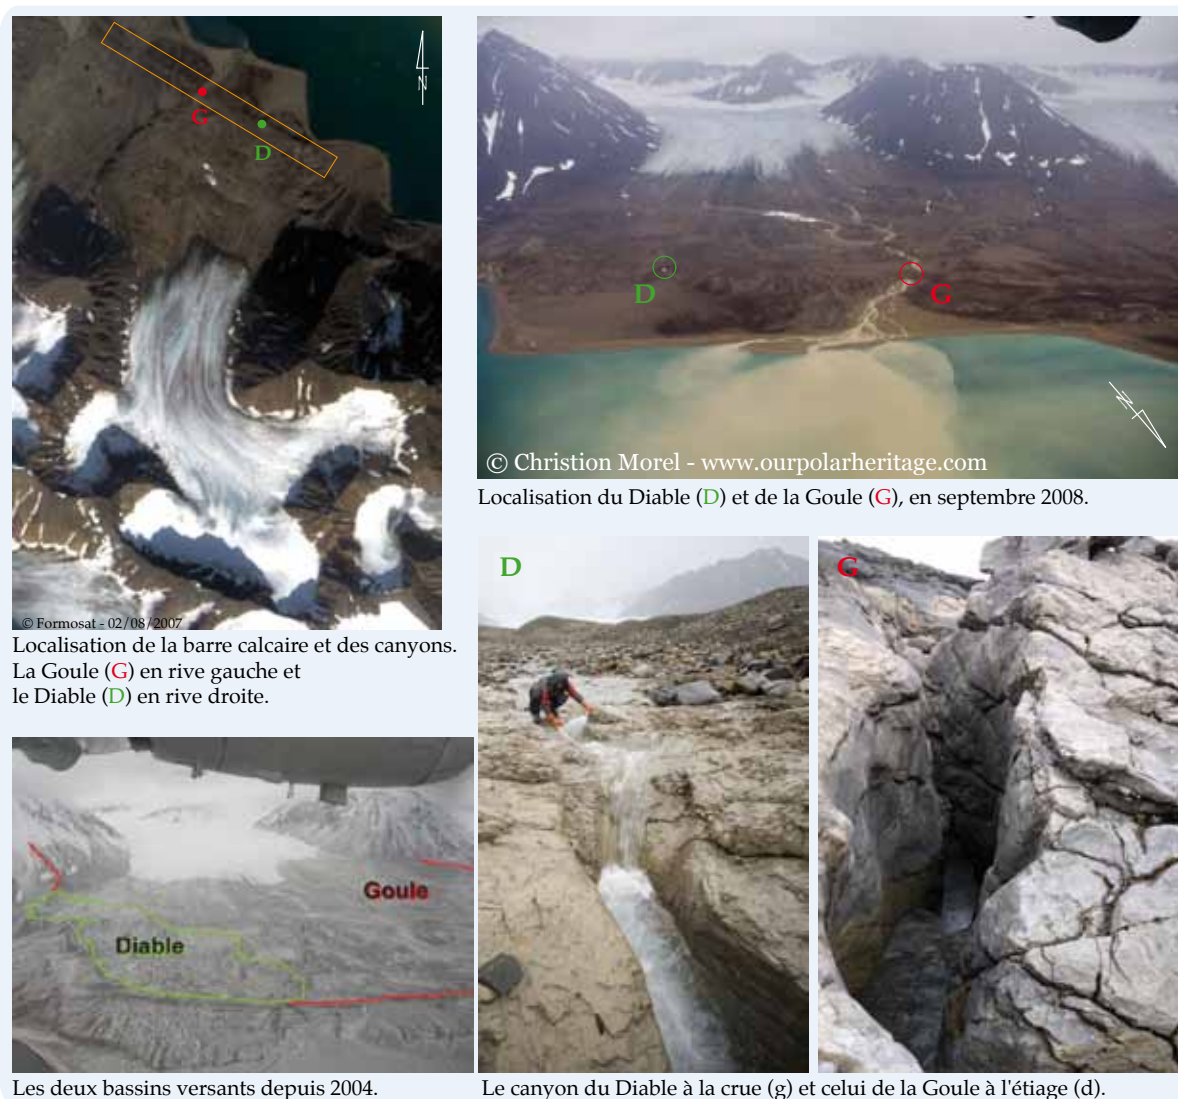 G
D
N
© Formosat - 02/08/2007
Localisation de la barre calcaire et des canyons.
La Goule (G) en rive gauche et
le Diable (D) en rive droite.
D
G
N
© Christion Morel - www.ourpolarheritage.com
Localisation du Diable (D) et de la Goule (G), en septembre 2008.
Goule
Diable
Les deux bassins versants depuis 2004.
D
G
Le canyon du Diable à la crue (g) et celui de la Goule à l'étiage (d).